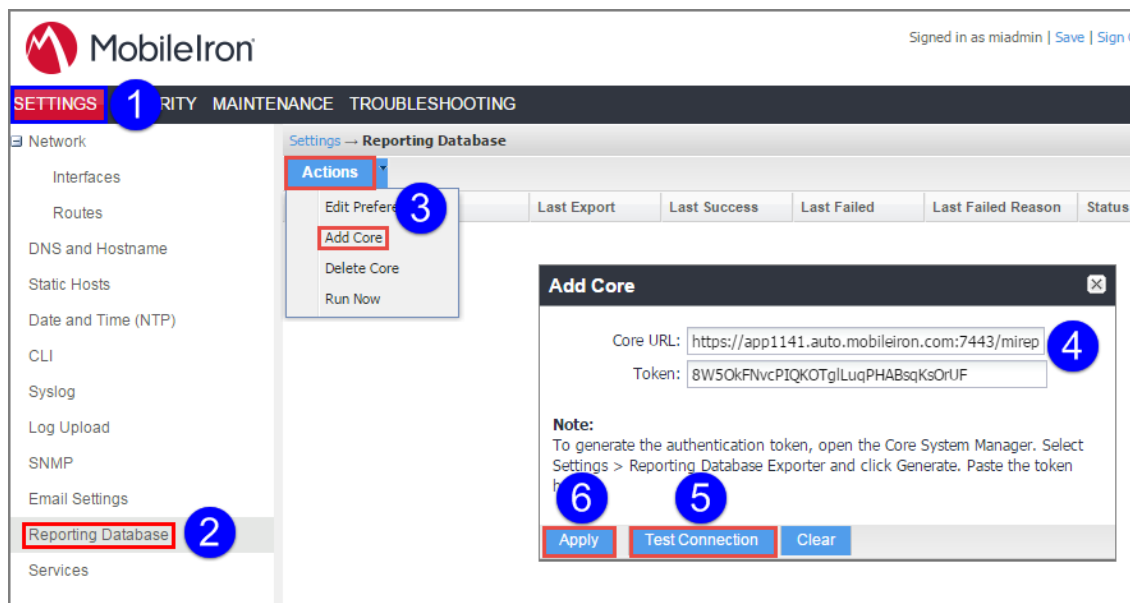 MobileIron
Signed in as miadmin | Save | Sign
SETTINGS 1 RITY MAINTENANCE TROUBLESHOOTING
Network
Interfaces
Routes
DNS and Hostname
Static Hosts
Date and Time (NTP)
CLI
Syslog
Log Upload
SNMP
Email Settings
Reporting Database 2
Services
Settings → Reporting Database
Actions
Edit Prefere 3
Add Core
Delete Core
Run Now
Last Export Last Success Last Failed Last Failed Reason Status
Add Core
Core URL: https://app1141.auto.mobileiron.com:7443/mirep 4
Token: 8W5OkFNvcPIQKOTglLuqPHABsqKsOrUF
Note:
To generate the authentication token, open the Core System Manager. Select
Settings > Reporting Database Exporter and click Generate. Paste the token
6 5
Apply Test Connection Clear